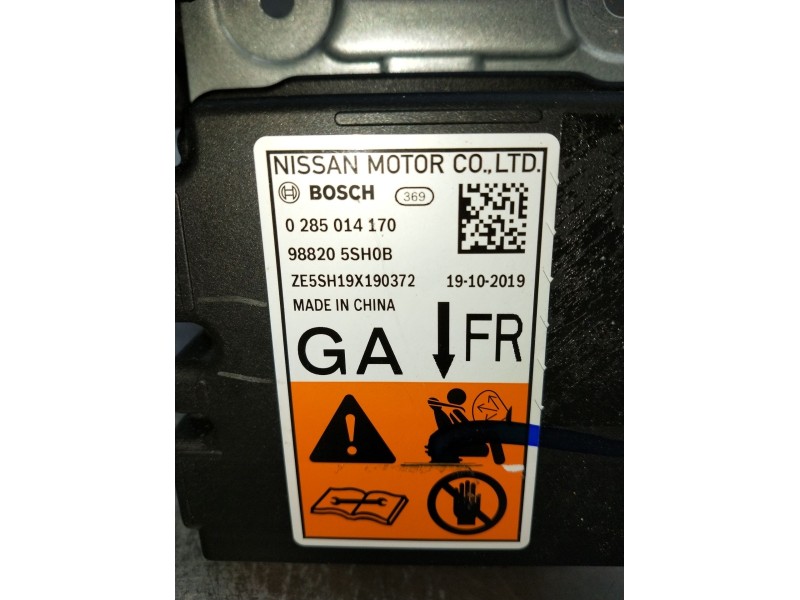 NISSAN MOTOR CO.,LTD.
BOSCH 369
0 285 014 170
98820 5SH0B
ZE5SH19X190372 19-10-2019
MADE IN CHINA
GA FR